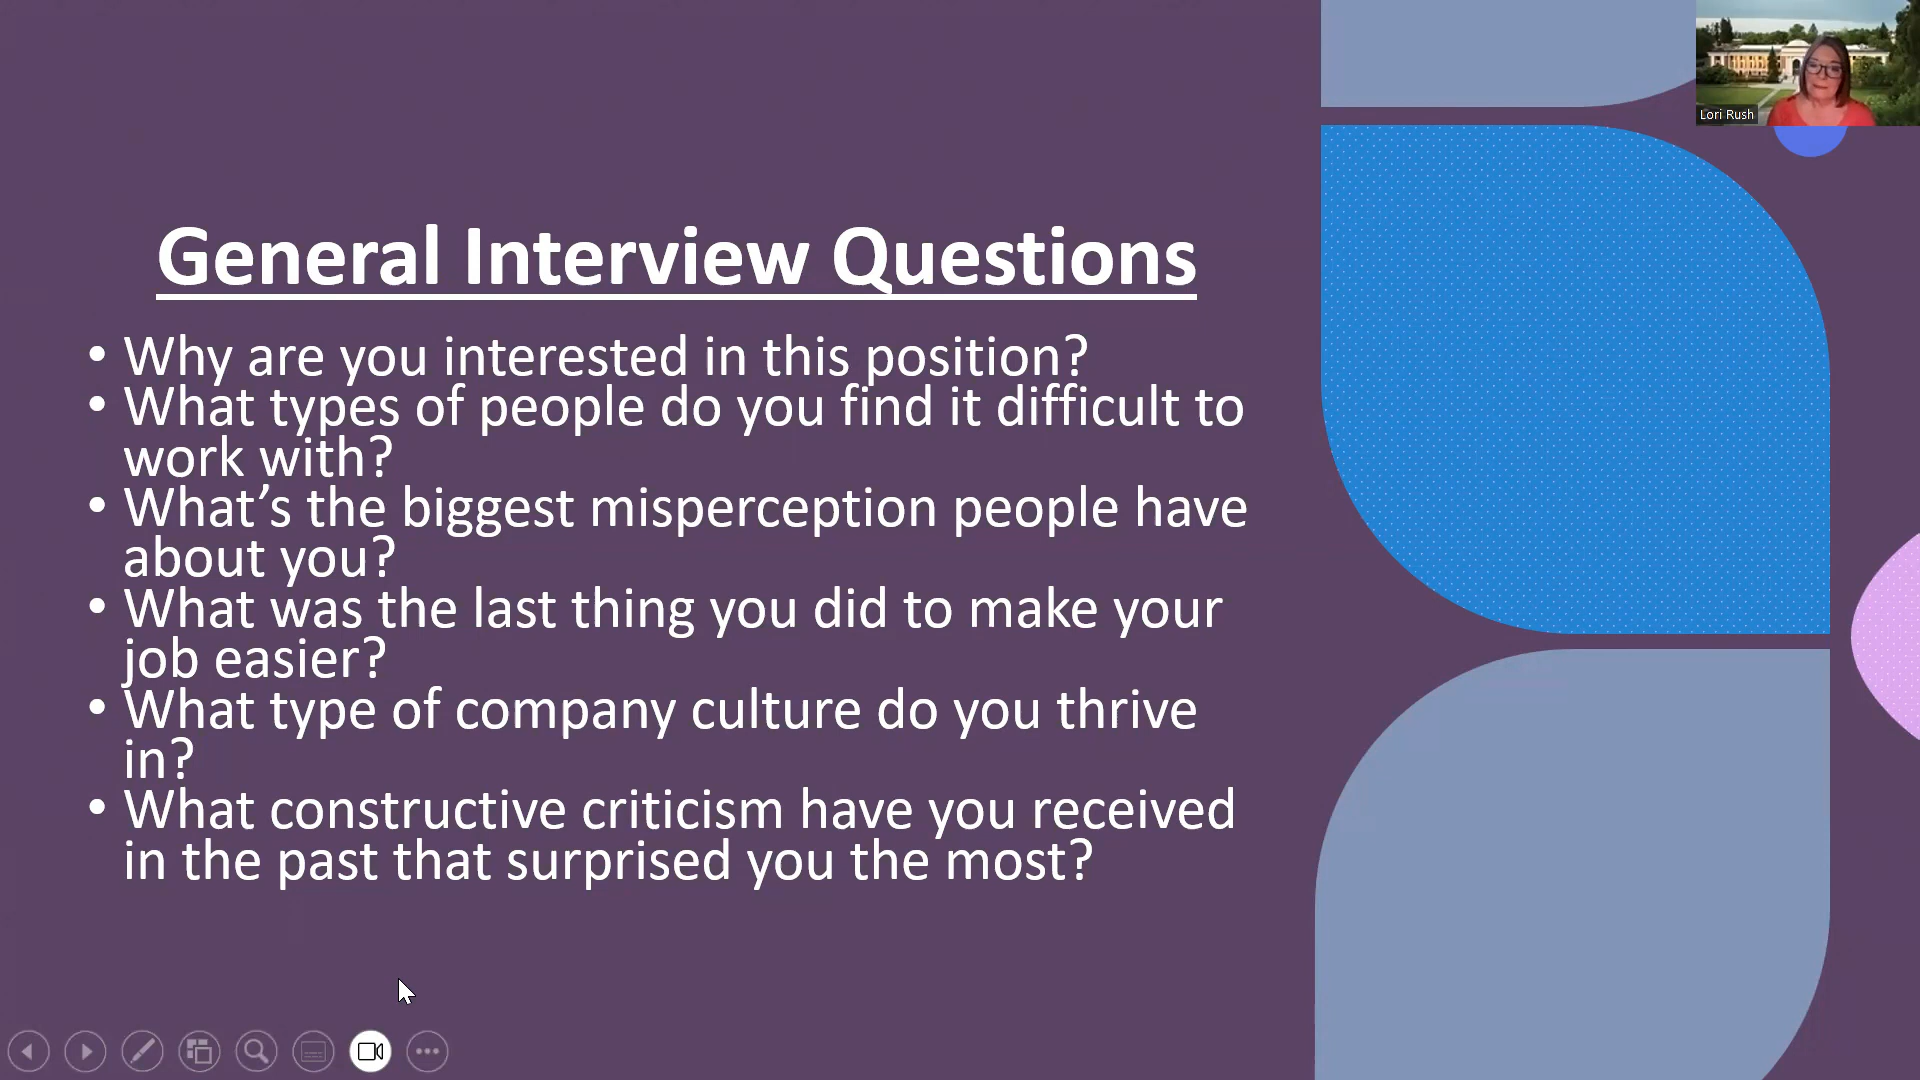 Lori Rush
General Interview Questions
• Why are you interested in this position?
• What types of people do you find it difficult to
work with?
• What’s the biggest misperception people have
about you?
• What was the last thing you did to make your
job easier?
• What type of company culture do you thrive
in?
• What constructive criticism have you received
in the past that surprised you the most?